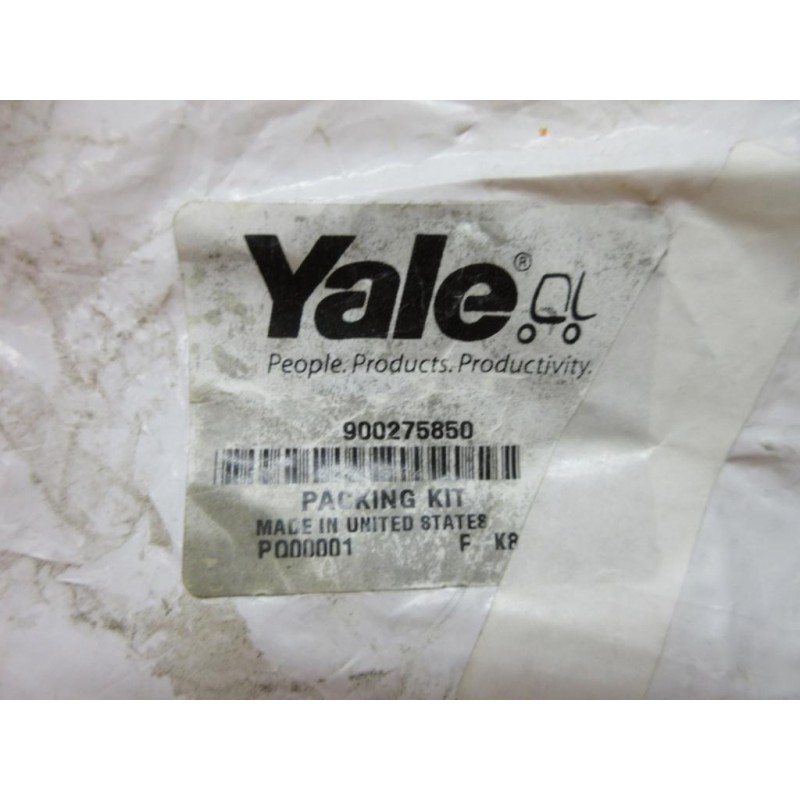 Yale®
People. Products. Productivity.
900275850
PACKING KIT
MADE IN UNITED STATES
PQ00001 F K8